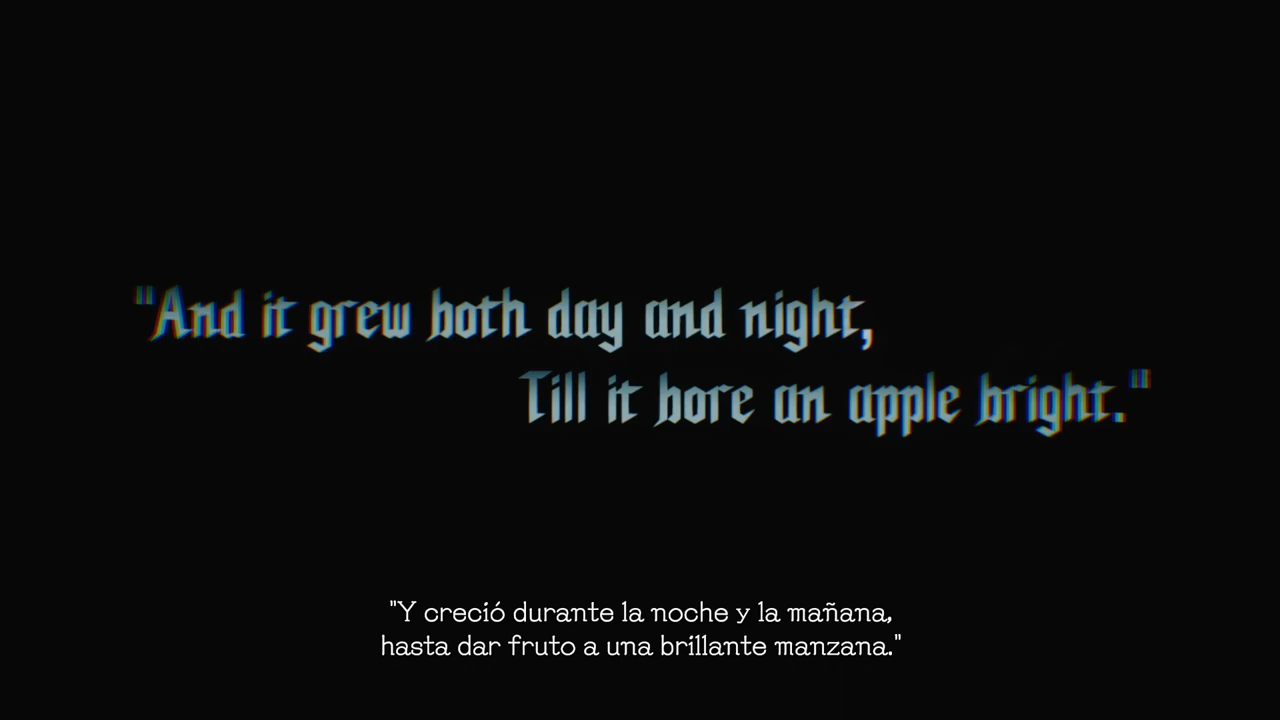 "And it grew both day and night,
Till it bore an apple bright."
"Y creció durante la noche y la mañana,
hasta dar fruto a una brillante manzana."